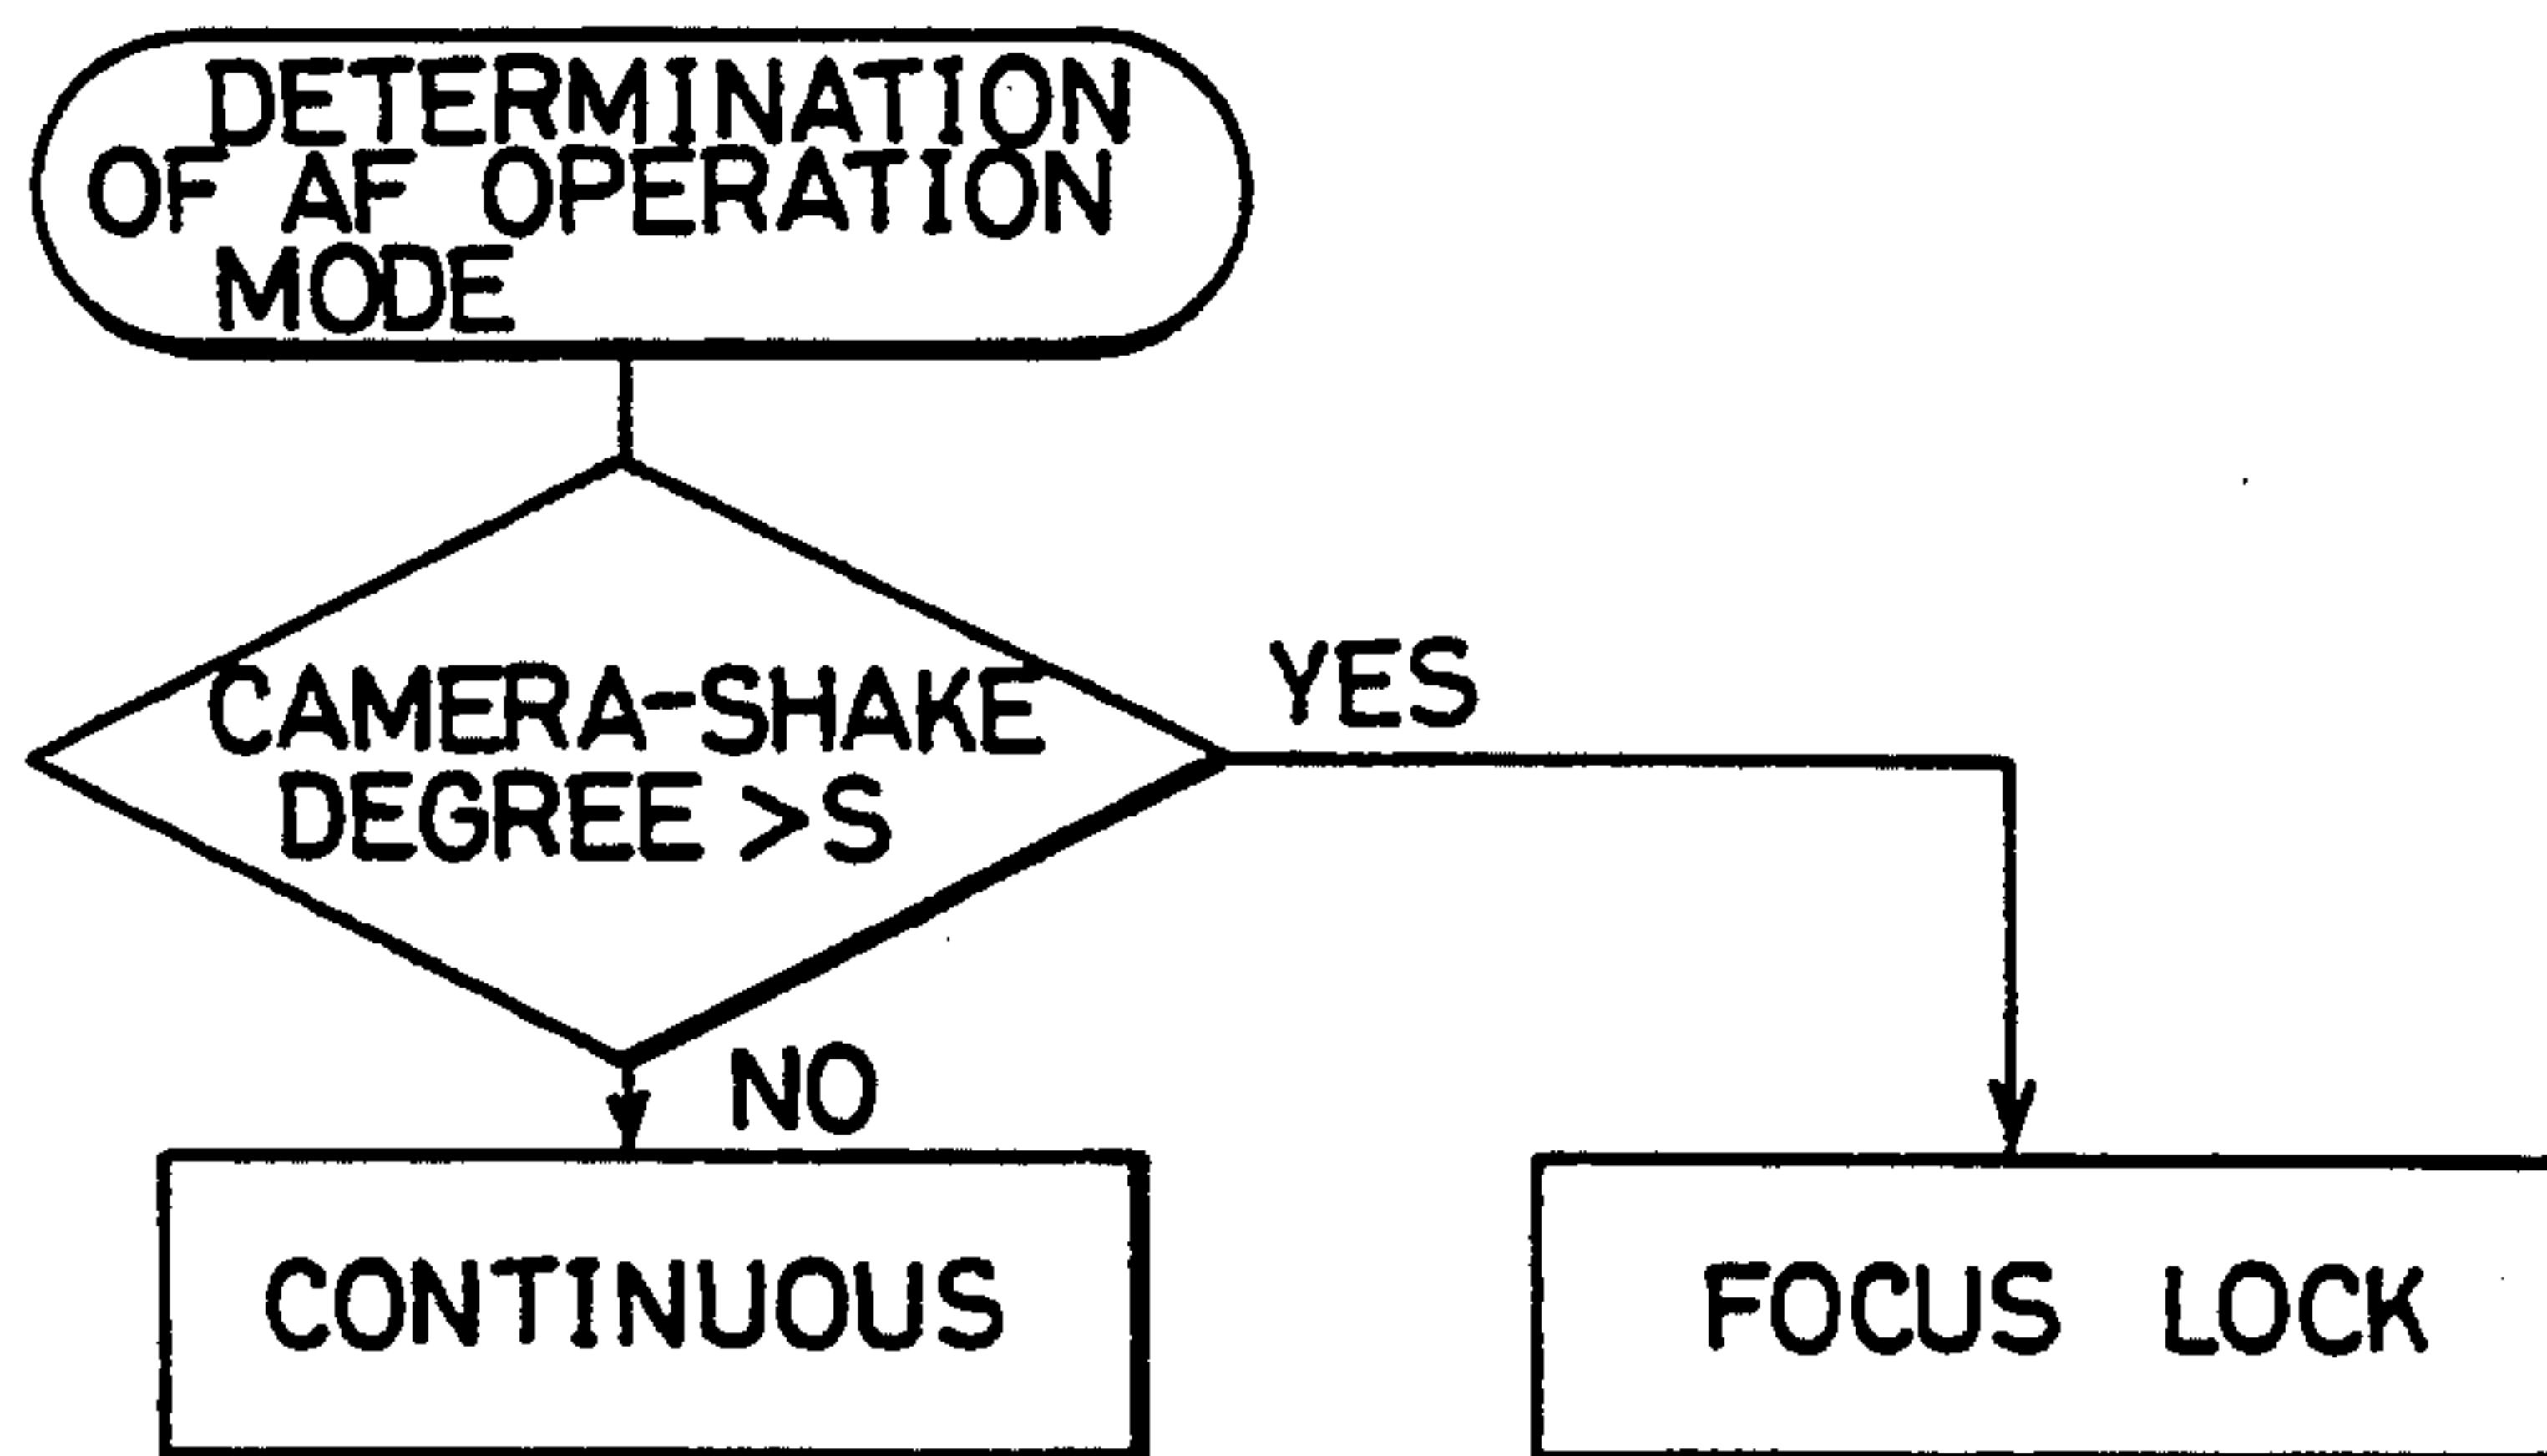 DETERMINATION
OF AF OPERATION
MODE
CAMERA-SHAKE
DEGREE >S
YES
NO
CONTINUOUS
FOCUS LOCK